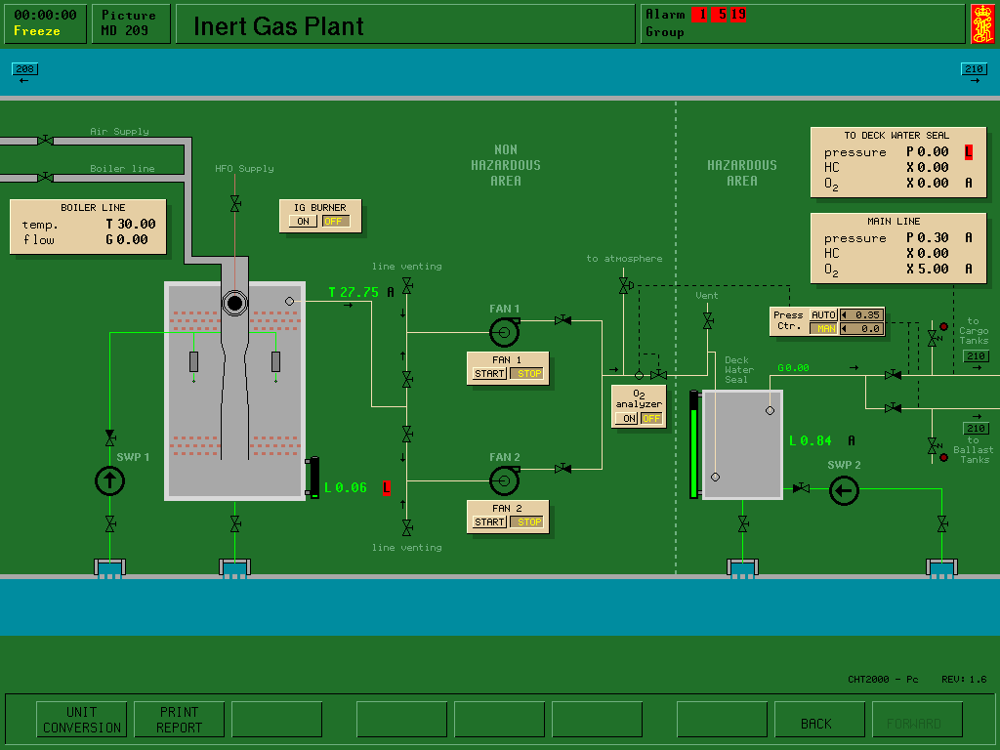 00:00:00
Freeze
Picture
MD 209
Inert Gas Plant
Alarm 1 5 19
Group
208
210
Air Supply
Boiler line
HFO Supply
NON
HAZARDOUS
AREA
HAZARDOUS
AREA
TO DECK WATER SEAL
pressure P 0.00 L
HC X 0.00
O2 X 0.00 A
BOILER LINE
temp. T 30.00
flow G 0.00
IG BURNER
ON OFF
MAIN LINE
pressure P 0.30 A
HC X 0.00
O2 X 5.00 A
line venting
to atmosphere
T 27.75 A
Vent
FAN 1
Press
Ctr.
AUTO 0.35
MAN 0.0
to
Cargo
Tanks
210
FAN 1
START STOP
Deck
Water
Seal
G 0.00
O2
analyzer
ON OFF
210
to
Ballast
Tanks
L 0.84 A
SWP 1
FAN 2
SWP 2
L 0.06 L
FAN 2
START STOP
line venting
CHT2000 - Pc REV: 1.6
UNIT
CONVERSION
PRINT
REPORT
BACK
FORWARD